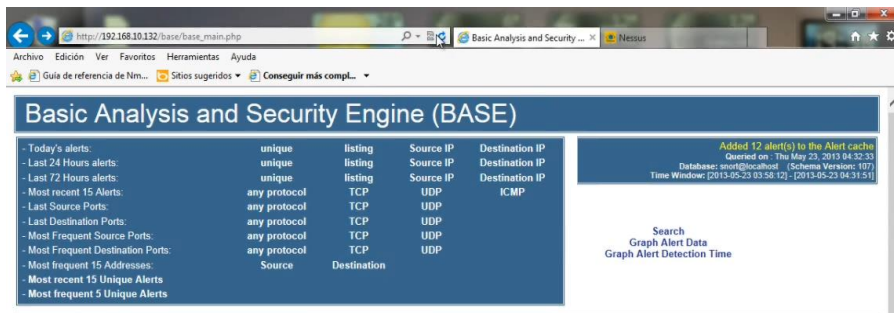 http://192.168.10.132/base/base_main.php
Basic Analysis and Security ...
Nessus
Archivo Edición Ver Favoritos Herramientas Ayuda
Guía de referencia de Nm... Sitios sugeridos Conseguir más compl...
Basic Analysis and Security Engine (BASE)
- Today's alerts: unique listing Source IP Destination IP
- Last 24 Hours alerts: unique listing Source IP Destination IP
- Last 72 Hours alerts: unique listing Source IP Destination IP
- Most recent 15 Alerts: any protocol TCP UDP ICMP
- Last Source Ports: any protocol TCP UDP
- Last Destination Ports: any protocol TCP UDP
- Most Frequent Source Ports: any protocol TCP UDP
- Most Frequent Destination Ports: any protocol TCP UDP
- Most frequent 15 Addresses: Source Destination
- Most recent 15 Unique Alerts
- Most frequent 5 Unique Alerts
Added 12 alert(s) to the Alert cache
Queried on : Thu May 23, 2013 04:32:33
Database: snort@localhost (Schema Version: 107)
Time Window: [2013-05-23 03:58:12] - [2013-05-23 04:31:51]
Search
Graph Alert Data
Graph Alert Detection Time